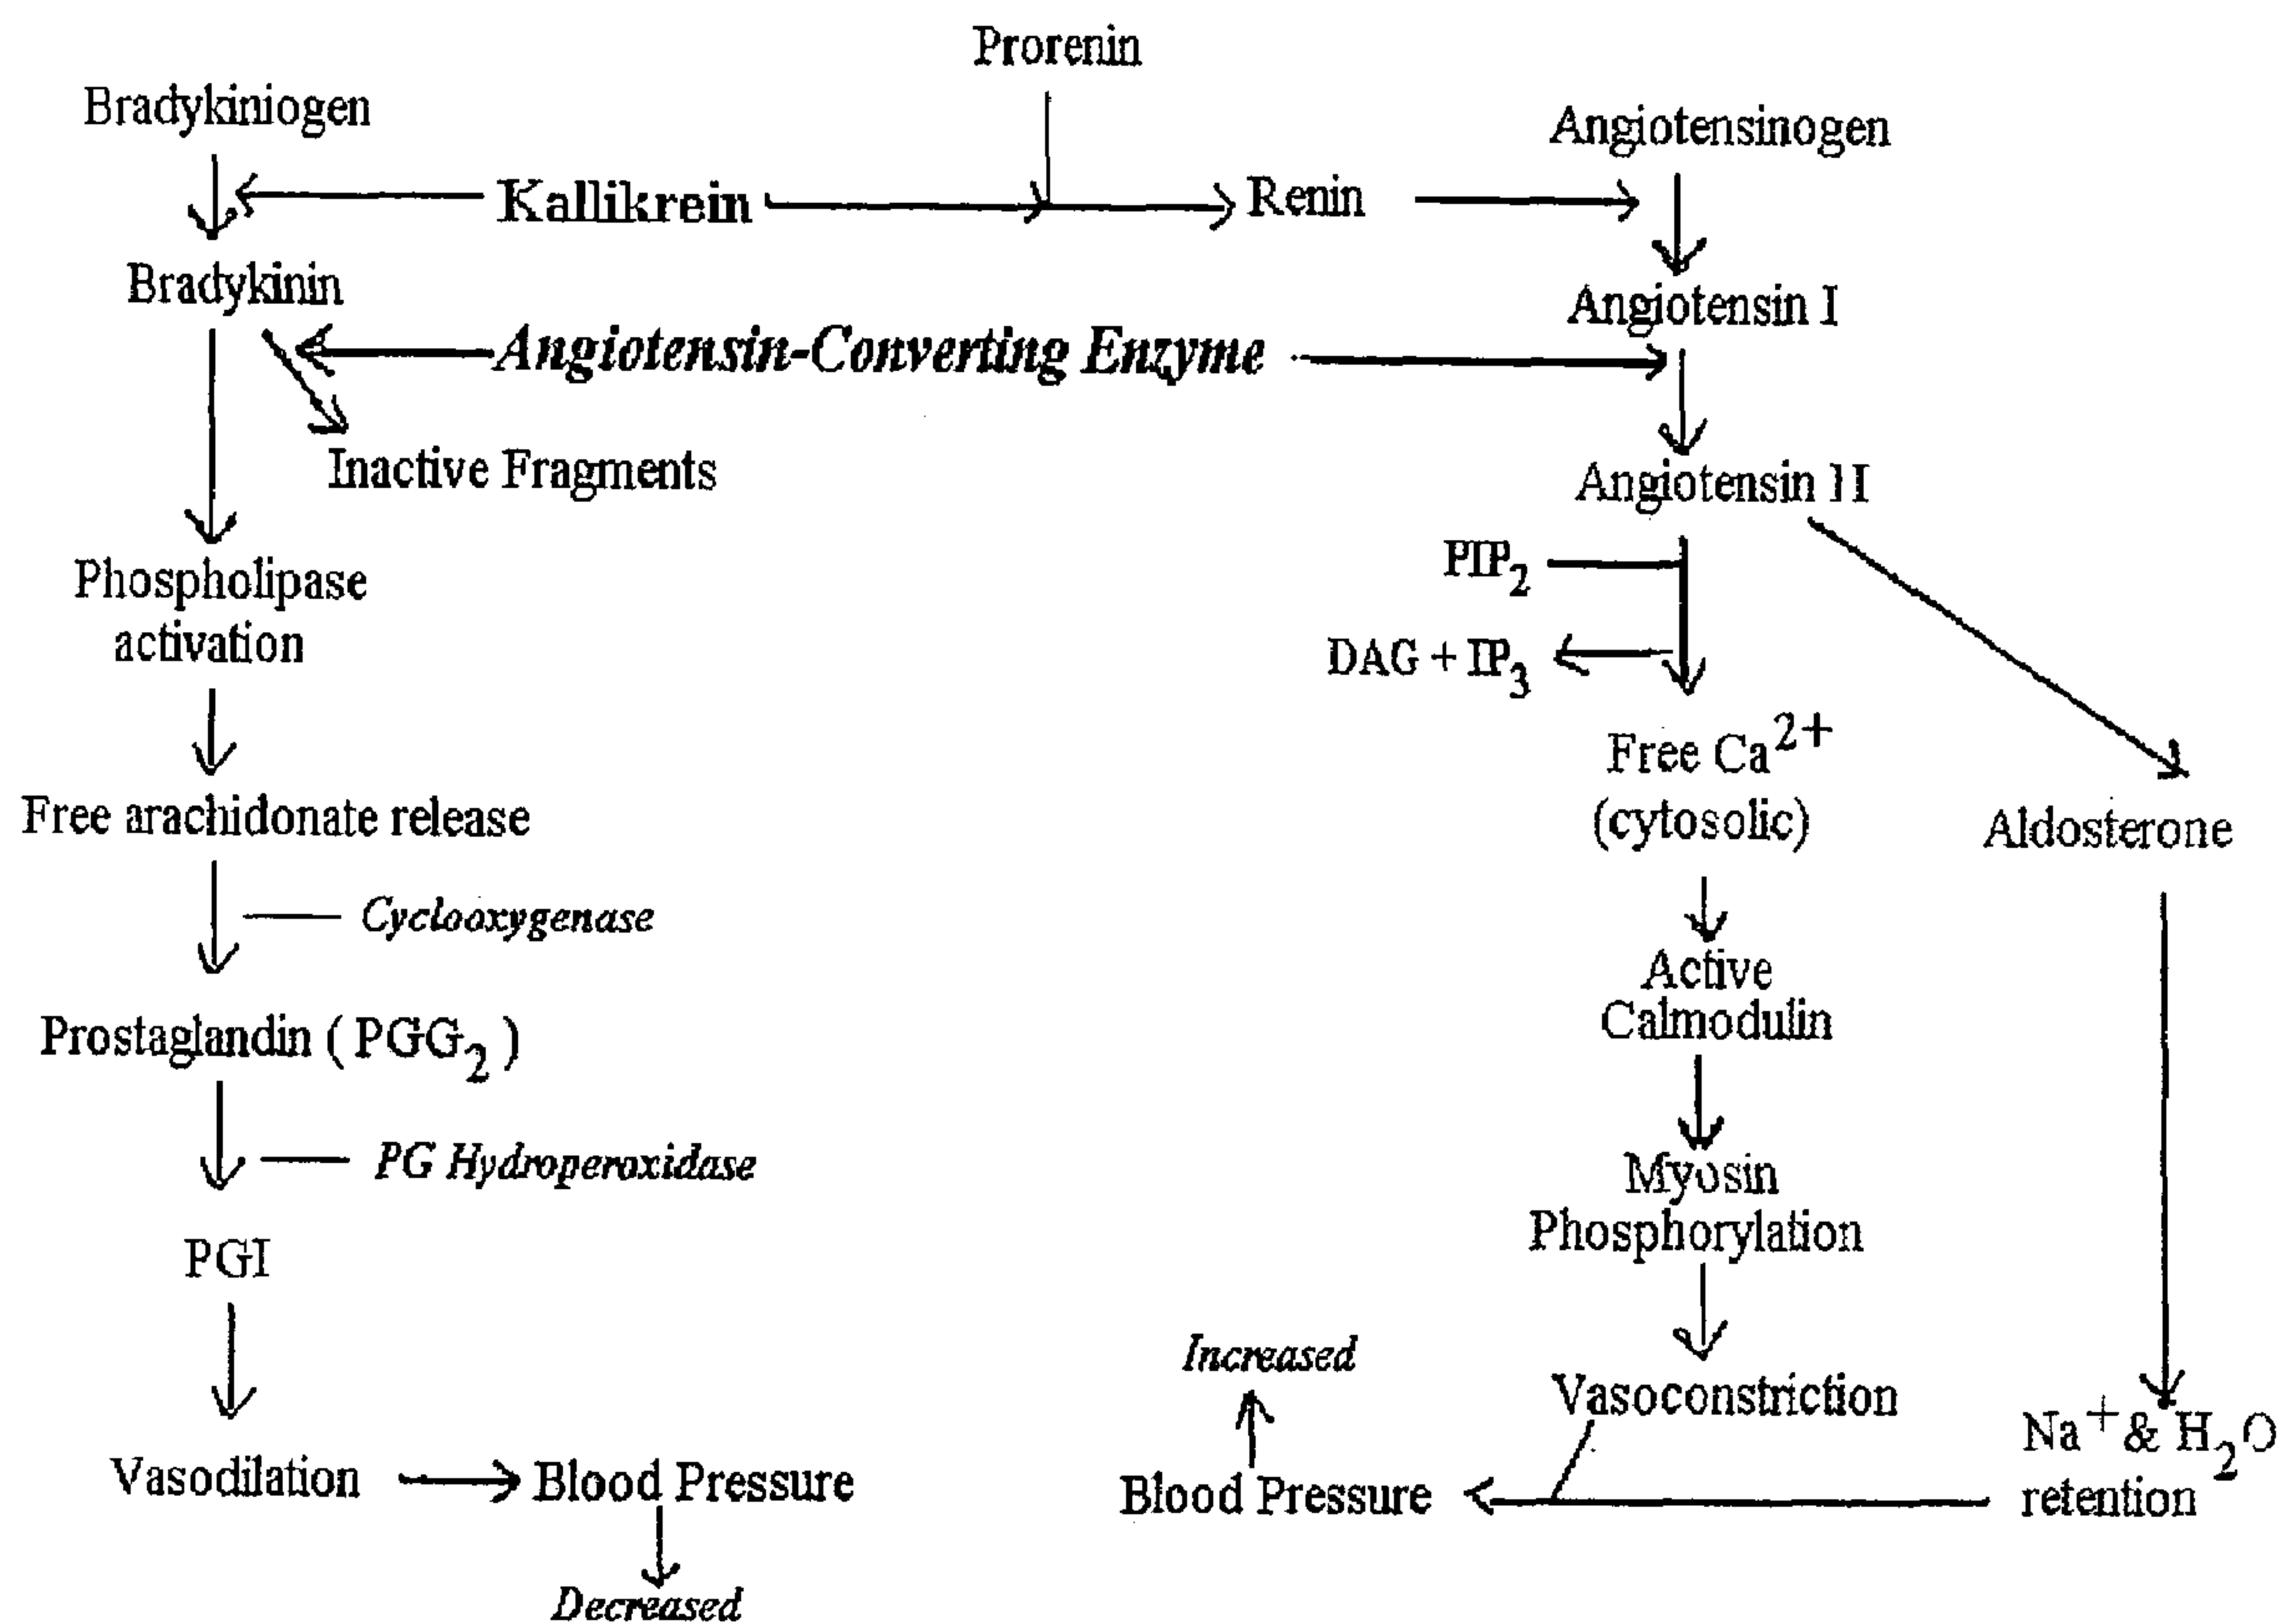 Prorenin
Bradykiniogen
Angiotensinogen
Kallikrein
Renin
Bradykinin
Angiotensin I
Angiotensin-Converting Enzyme
Inactive Fragments
Angiotensin II
PIP2
Phospholipase
activation
DAG + IP3
Free Ca2+
(cytosolic)
Free arachidonate release
Aldosterone
Cyclooxygenase
Active
Calmodulin
Prostaglandin ( PGG2 )
PG Hydroperoxidase
Myosin
Phosphorylation
PGI
Increased
Vasoconstriction
Na+ & H2O
retention
Vasodilation
Blood Pressure
Blood Pressure
Decreased